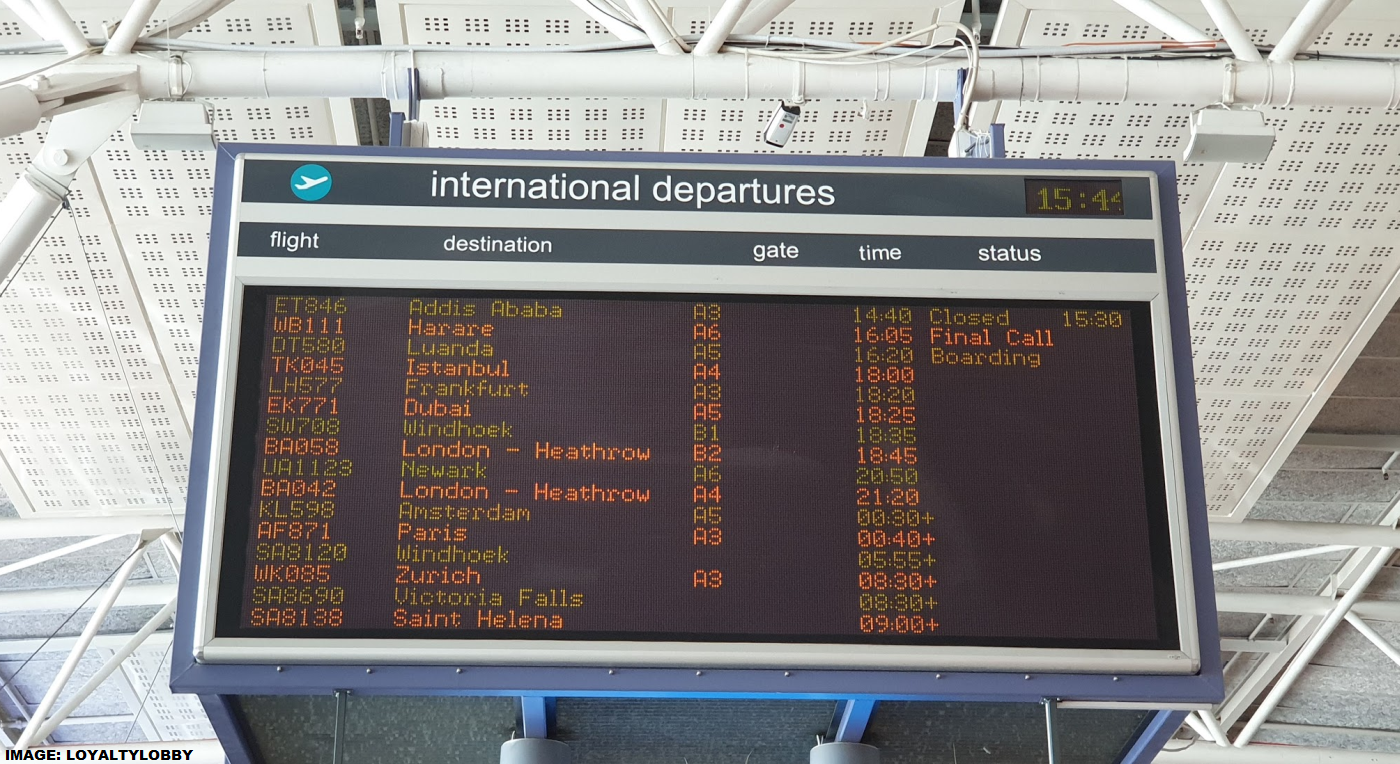 international departures 15:44
flight destination gate time status
ET846 Addis Ababa A3 14:40 Closed 15:30
WB111 Harare A6 16:05 Final Call
DT580 Luanda A5 16:20 Boarding
TK045 Istanbul A4 18:00
LH577 Frankfurt A3 18:20
EK771 Dubai A5 18:25
SW708 Windhoek B1 18:35
BA058 London - Heathrow B2 18:45
UA1123 Newark A6 20:50
BA042 London - Heathrow A4 21:20
KL598 Amsterdam A5 00:30+
AF871 Paris A3 00:40+
SA8120 Windhoek 05:55+
WK085 Zurich A3 08:30+
SA8690 Victoria Falls 08:30+
SA8138 Saint Helena 09:00+
IMAGE: LOYALTYLOBBY